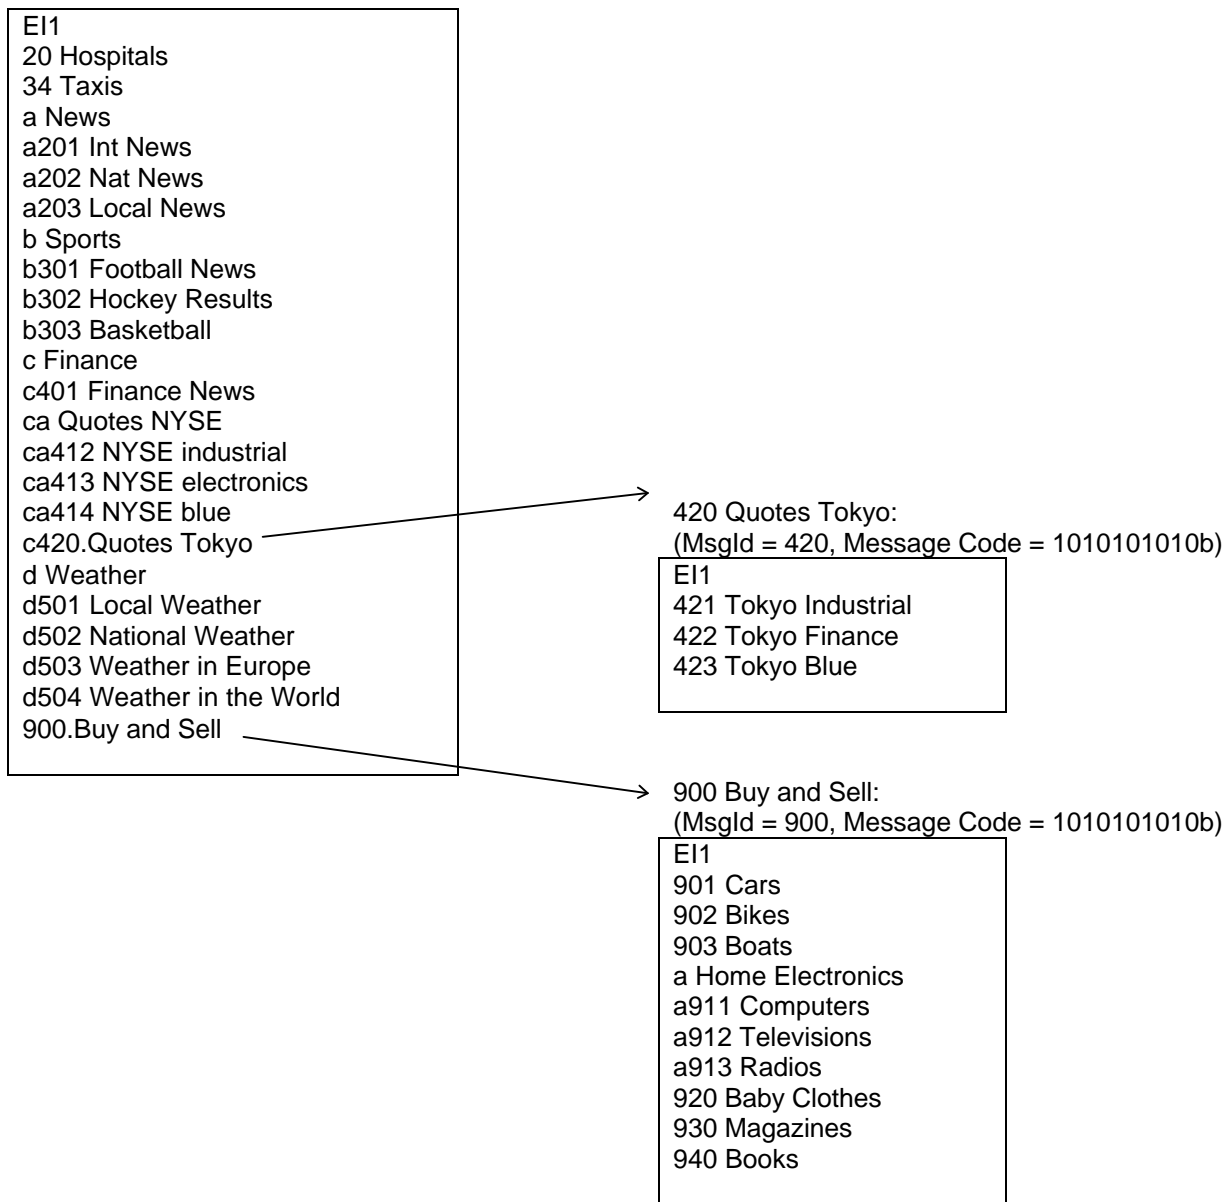 EI1
20 Hospitals
34 Taxis
a News
a201 Int News
a202 Nat News
a203 Local News
b Sports
b301 Football News
b302 Hockey Results
b303 Basketball
c Finance
c401 Finance News
ca Quotes NYSE
ca412 NYSE industrial
ca413 NYSE electronics
ca414 NYSE blue
c420.Quotes Tokyo
d Weather
d501 Local Weather
d502 National Weather
d503 Weather in Europe
d504 Weather in the World
900.Buy and Sell
420 Quotes Tokyo:
(MsgId = 420, Message Code = 1010101010b)
EI1
421 Tokyo Industrial
422 Tokyo Finance
423 Tokyo Blue
900 Buy and Sell:
(MsgId = 900, Message Code = 1010101010b)
EI1
901 Cars
902 Bikes
903 Boats
a Home Electronics
a911 Computers
a912 Televisions
a913 Radios
920 Baby Clothes
930 Magazines
940 Books